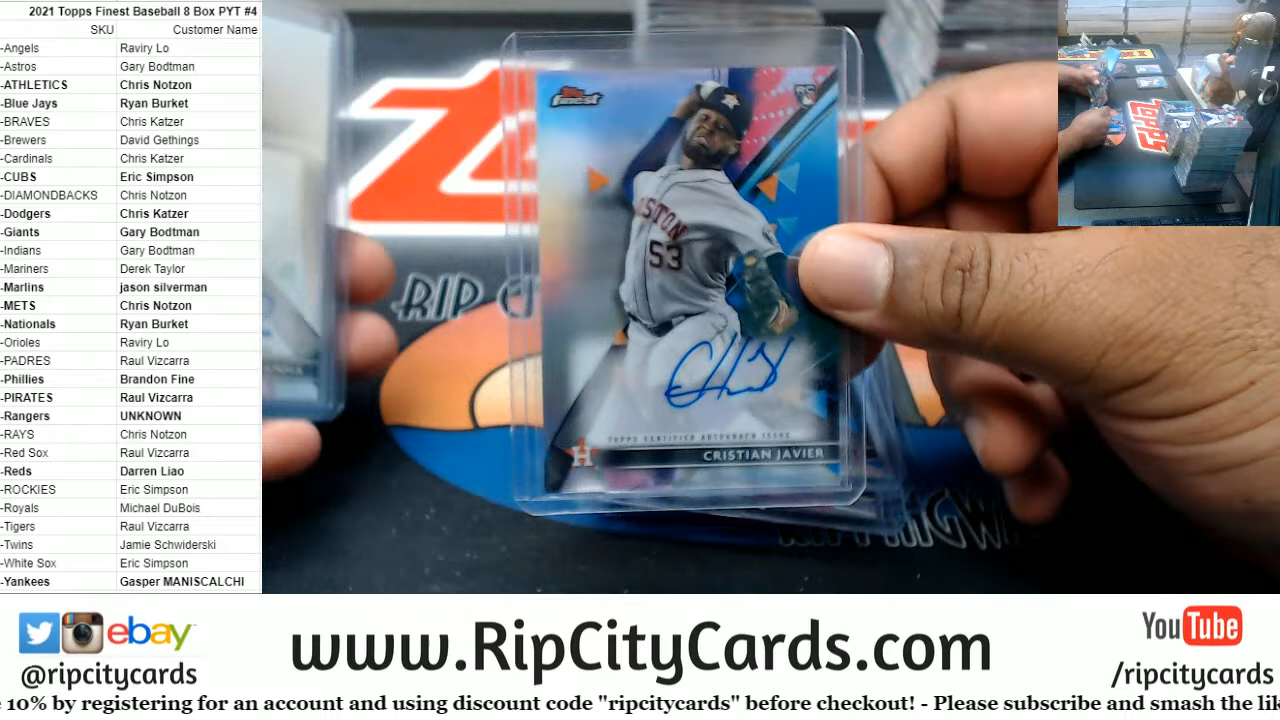 2021 Topps Finest Baseball 8 Box PYT #4
SKU Customer Name
-Angels Raviry Lo
-Astros Gary Bodtman
-ATHLETICS Chris Notzon
-Blue Jays Ryan Burket
-BRAVES Chris Katzer
-Brewers David Gethings
-Cardinals Chris Katzer
-CUBS Eric Simpson
-DIAMONDBACKS Chris Notzon
-Dodgers Chris Katzer
-Giants Gary Bodtman
-Indians Gary Bodtman
-Mariners Derek Taylor
-Marlins jason silverman
-METS Chris Notzon
-Nationals Ryan Burket
-Orioles Raviry Lo
-PADRES Raul Vizcarra
-Phillies Brandon Fine
-PIRATES Raul Vizcarra
-Rangers UNKNOWN
-RAYS Chris Notzon
-Red Sox Raul Vizcarra
-Reds Darren Liao
-ROCKIES Eric Simpson
-Royals Michael DuBois
-Tigers Raul Vizcarra
-Twins Jamie Schwiderski
-White Sox Eric Simpson
-Yankees Gasper MANISCALCHI
Topps
finest
RC
53
TOPPS CERTIFIED AUTOGRAPH ISSUE
CRISTIAN JAVIER
H
RIP
Topps
ebay
@ripcitycards
www.RipCityCards.com
YouTube
/ripcitycards
10% by registering for an account and using discount code "ripcitycards" before checkout! - Please subscribe and smash the